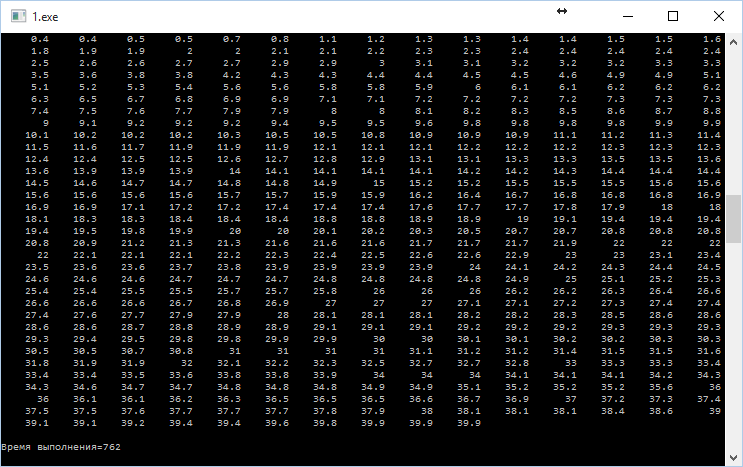 1.exe
0.4 0.4 0.5 0.5 0.7 0.8 1.1 1.2 1.3 1.3 1.4 1.4 1.5 1.5 1.6
1.8 1.9 1.9 2 2 2.1 2.1 2.2 2.3 2.3 2.4 2.4 2.4 2.4 2.4
2.5 2.6 2.6 2.7 2.7 2.9 2.9 3 3.1 3.1 3.2 3.2 3.2 3.3 3.3
3.5 3.6 3.8 3.8 4.2 4.3 4.3 4.4 4.4 4.4 4.5 4.5 4.6 4.9 4.9 5.1
5.1 5.2 5.3 5.4 5.6 5.6 5.8 5.8 5.9 6 6.1 6.1 6.2 6.2 6.2
6.3 6.5 6.7 6.8 6.9 6.9 7.1 7.1 7.2 7.2 7.2 7.2 7.3 7.3 7.3
7.4 7.5 7.6 7.7 7.9 7.9 8 8 8.1 8.2 8.3 8.5 8.6 8.7 8.8
9 9.1 9.2 9.2 9.2 9.4 9.5 9.5 9.6 9.8 9.8 9.8 9.8 9.9 9.9
10.1 10.2 10.2 10.2 10.3 10.5 10.5 10.8 10.9 10.9 10.9 11.1 11.2 11.3 11.4
11.5 11.6 11.7 11.9 11.9 11.9 12.1 12.1 12.1 12.2 12.2 12.2 12.3 12.3 12.3
12.4 12.4 12.5 12.5 12.6 12.7 12.8 12.9 13.1 13.1 13.3 13.3 13.3 13.5 13.6
13.6 13.9 13.9 13.9 14 14.1 14.1 14.1 14.1 14.2 14.2 14.3 14.4 14.4 14.4
14.5 14.6 14.7 14.7 14.8 14.8 14.9 15 15.2 15.2 15.5 15.5 15.5 15.6 15.6
15.6 15.6 15.6 15.6 15.7 15.7 15.9 15.9 16.2 16.4 16.7 16.8 16.8 16.8 16.9
16.9 16.9 17.1 17.2 17.2 17.4 17.4 17.4 17.6 17.7 17.7 17.8 17.9 18 18
18.1 18.3 18.3 18.4 18.4 18.4 18.8 18.8 18.9 18.9 19 19.1 19.4 19.4 19.4
19.4 19.5 19.8 19.9 20 20 20.1 20.2 20.3 20.5 20.7 20.7 20.8 20.8 20.8
20.8 20.9 21.2 21.3 21.3 21.6 21.6 21.6 21.7 21.7 21.7 21.9 22 22 22
22 22.1 22.1 22.1 22.2 22.3 22.4 22.5 22.6 22.6 22.9 23 23 23.1 23.4
23.5 23.6 23.6 23.7 23.8 23.9 23.9 23.9 23.9 24 24.1 24.2 24.3 24.4 24.5
24.6 24.6 24.6 24.7 24.7 24.7 24.8 24.8 24.8 24.8 24.9 25 25.1 25.2 25.3
25.4 25.4 25.5 25.5 25.7 25.7 25.8 26 26 26.2 26.2 26.3 26.4 26.6
26.6 26.6 26.6 26.7 26.8 26.9 27 27 27 27.1 27.1 27.2 27.3 27.4 27.4
27.4 27.6 27.7 27.9 27.9 28 28.1 28.1 28.1 28.2 28.2 28.3 28.5 28.6 28.6
28.6 28.7 28.8 28.8 28.9 28.9 29.1 29.1 29.1 29.2 29.2 29.2 29.3 29.3 29.3
29.3 29.4 29.5 29.8 29.8 29.9 29.9 30 30 30.1 30.1 30.2 30.2 30.3 30.3
30.5 30.5 30.7 30.8 31 31 31 31 31.1 31.2 31.2 31.4 31.5 31.5 31.6
31.8 31.9 31.9 32 32.1 32.2 32.3 32.5 32.7 32.7 32.8 33 33.3 33.3 33.4
33.4 33.4 33.5 33.6 33.8 33.8 33.9 34 34 34 34.1 34.1 34.1 34.2 34.3
34.3 34.6 34.7 34.7 34.8 34.8 34.8 34.9 34.9 35.1 35.2 35.2 35.2 35.6 36
36 36.1 36.1 36.2 36.3 36.5 36.5 36.5 36.6 36.7 36.9 37 37.2 37.3 37.4
37.5 37.5 37.6 37.7 37.7 37.7 37.8 37.9 38 38.1 38.1 38.1 38.4 38.6 39
39.1 39.1 39.2 39.4 39.4 39.6 39.8 39.9 39.9 39.9
Время выполнения=762